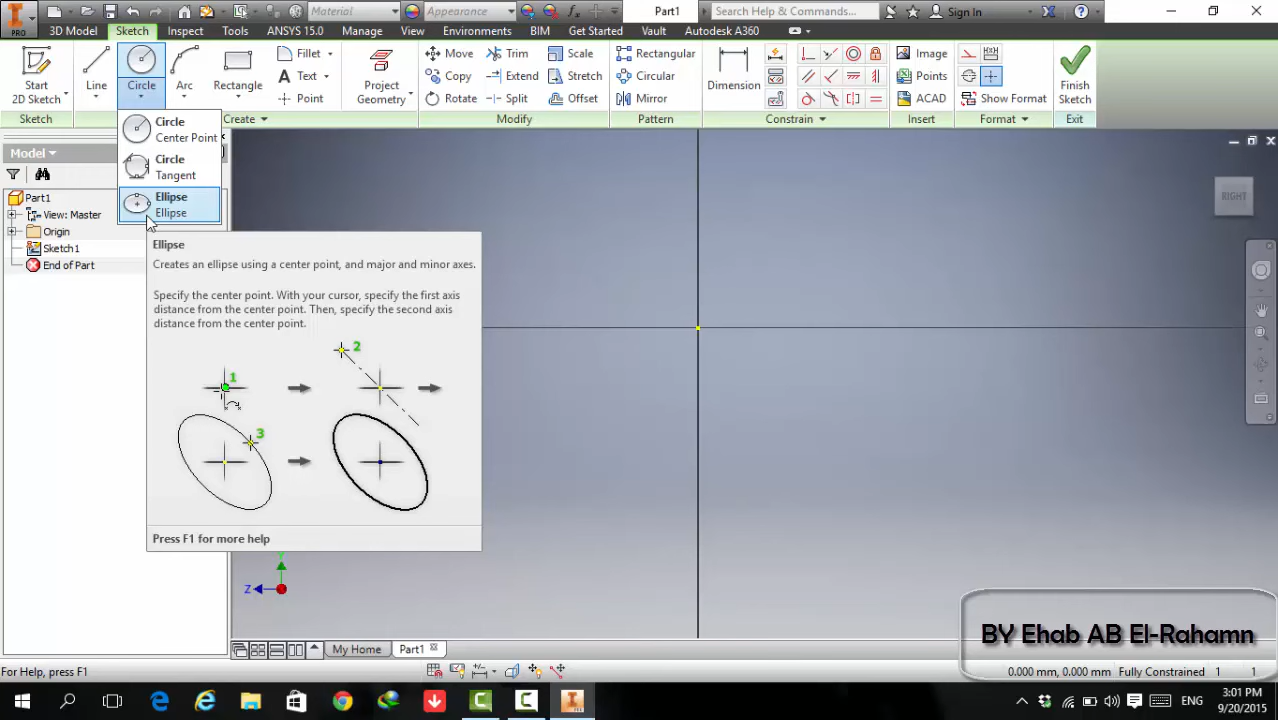 PRO
Material
Appearance
Part1
Search Help & Commands...
Sign In
3D Model
Sketch
Inspect
Tools
ANSYS 15.0
Manage
View
Environments
BIM
Get Started
Vault
Autodesk A360
Start
2D Sketch
Line
Circle
Arc
Rectangle
Fillet
Text
Point
Project
Geometry
Move
Copy
Rotate
Trim
Extend
Split
Scale
Stretch
Offset
Rectangular
Circular
Mirror
Dimension
Image
Points
ACAD
Show Format
Finish
Sketch
Sketch
Create
Modify
Pattern
Constrain
Insert
Format
Exit
Circle
Center Point
Circle
Tangent
Ellipse
Ellipse
Model
Part1
View: Master
Origin
Sketch1
End of Part
RIGHT
Ellipse
Creates an ellipse using a center point, and major and minor axes.
Specify the center point. With your cursor, specify the first axis
distance from the center point. Then, specify the second axis
distance from the center point.
1
2
3
Press F1 for more help
Y
Z
BY Ehab AB El-Rahamn
My Home
Part1
For Help, press F1
0.000 mm, 0.000 mm
Fully Constrained
1
1
ENG
3:01 PM
9/20/2015